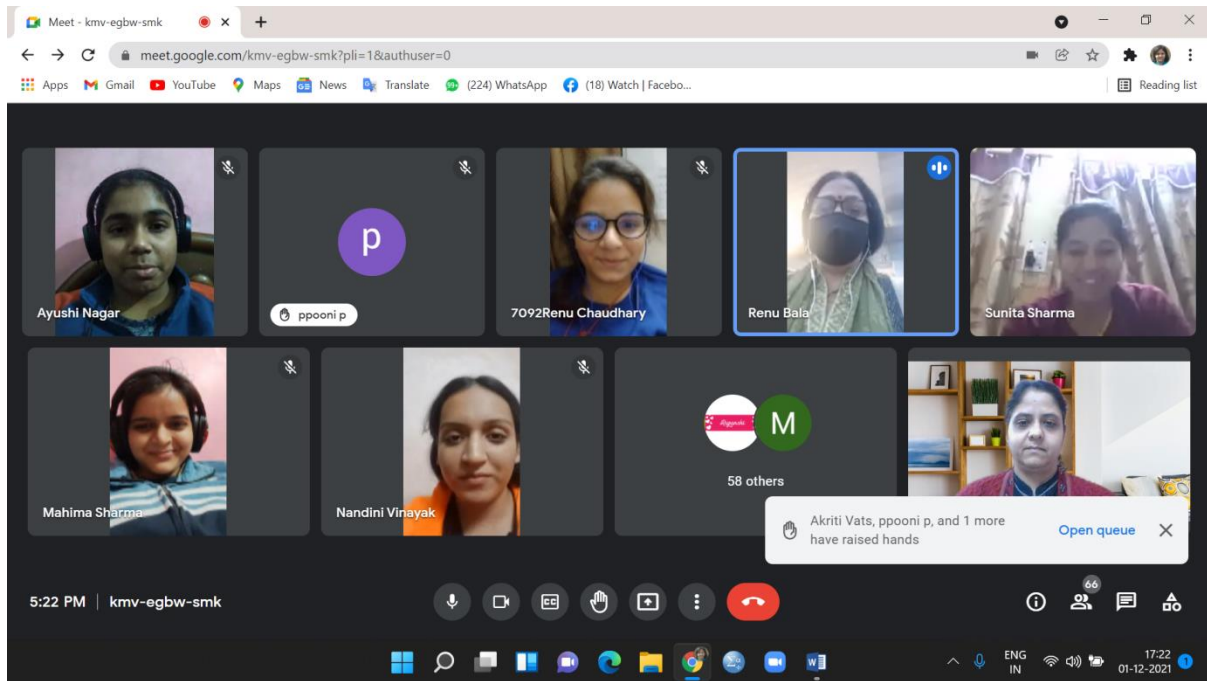 Meet - kmv-egbw-smk
meet.google.com/kmv-egbw-smk?pli=1&authuser=0
Apps Gmail YouTube Maps News Translate (224) WhatsApp (18) Watch | Facebo... Reading list
p
Ayushi Nagar
ppooni p
7092Renu Chaudhary
Renu Bala
Sunita Sharma
M
58 others
Mahima Sharma
Nandini Vinayak
Akriti Vats, ppooni p, and 1 more
have raised hands
Open queue
5:22 PM | kmv-egbw-smk
CC
66
ENG
IN
17:22
01-12-2021
1